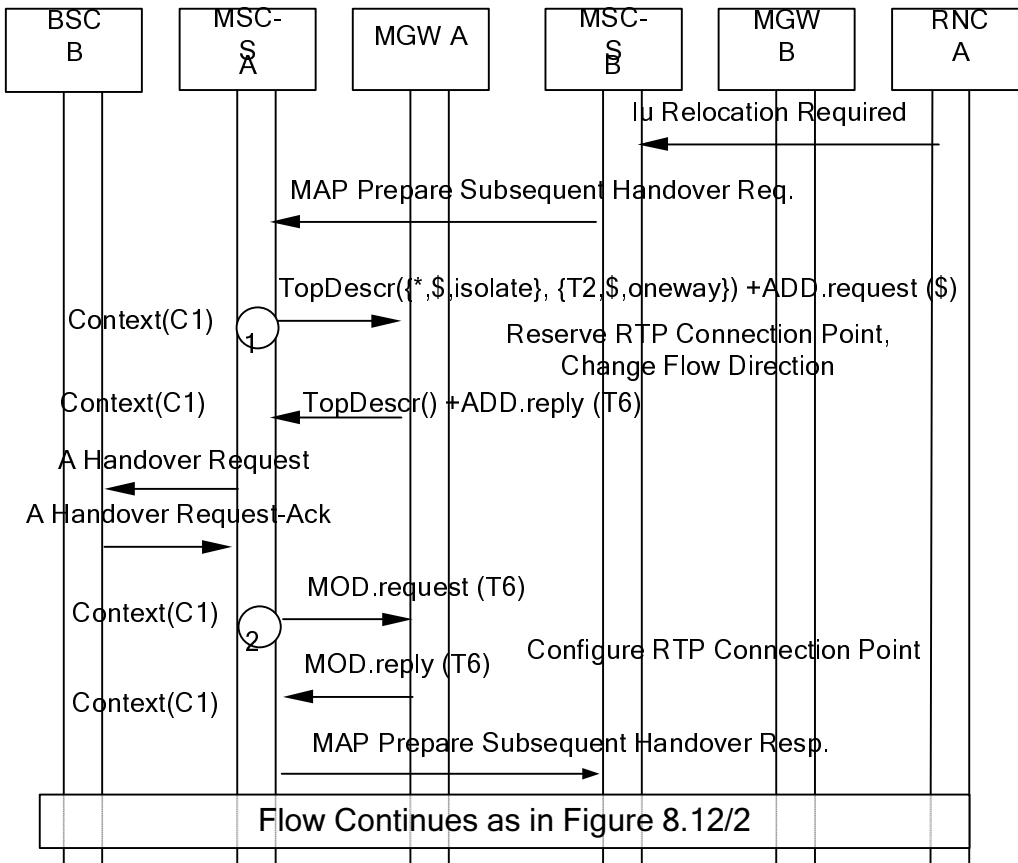 BSC
B
MSC-
S
A
MGW A
MSC-
S
B
MGW
B
RNC
A
Iu Relocation Required
MAP Prepare Subsequent Handover Req.
TopDescr({*,$,isolate}, {T2,$,oneway}) +ADD.request ($)
Context(C1)
1
Reserve RTP Connection Point,
Change Flow Direction
Context(C1)
TopDescr() +ADD.reply (T6)
A Handover Request
A Handover Request-Ack
MOD.request (T6)
Context(C1)
2
Configure RTP Connection Point
MOD.reply (T6)
Context(C1)
MAP Prepare Subsequent Handover Resp.
Flow Continues as in Figure 8.12/2